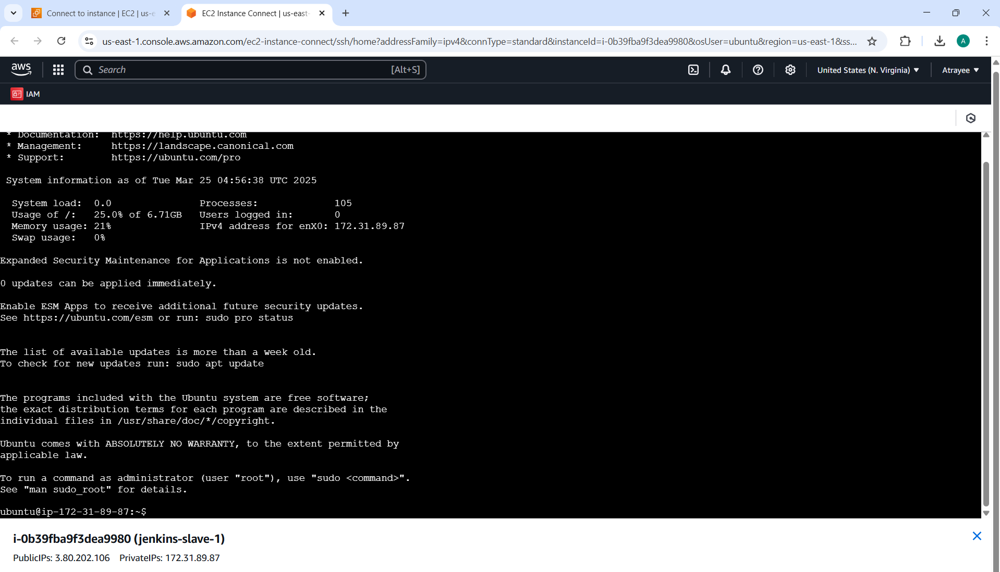 Connect to instance | EC2 | us-e
EC2 Instance Connect | us-east-
us-east-1.console.aws.amazon.com/ec2-instance-connect/ssh/home?addressFamily=ipv4&connType=standard&instanceId=i-0b39fba9f3dea9980&osUser=ubuntu&region=us-east-1&ss...
A
aws
Search
[Alt+S]
United States (N. Virginia)
Atrayee
IAM
* Documentation:  https://help.ubuntu.com
* Management:     https://landscape.canonical.com
* Support:        https://ubuntu.com/pro
System information as of Tue Mar 25 04:56:38 UTC 2025
System load:  0.0               Processes:             105
Usage of /:   25.0% of 6.71GB   Users logged in:       0
Memory usage: 21%               IPv4 address for enX0: 172.31.89.87
Swap usage:   0%
Expanded Security Maintenance for Applications is not enabled.
0 updates can be applied immediately.
Enable ESM Apps to receive additional future security updates.
See https://ubuntu.com/esm or run: sudo pro status
The list of available updates is more than a week old.
To check for new updates run: sudo apt update
The programs included with the Ubuntu system are free software;
the exact distribution terms for each program are described in the
individual files in /usr/share/doc/*/copyright.
Ubuntu comes with ABSOLUTELY NO WARRANTY, to the extent permitted by
applicable law.
To run a command as administrator (user "root"), use "sudo <command>".
See "man sudo_root" for details.
ubuntu@ip-172-31-89-87:~$
i-0b39fba9f3dea9980 (jenkins-slave-1)
PublicIPs: 3.80.202.106    PrivateIPs: 172.31.89.87